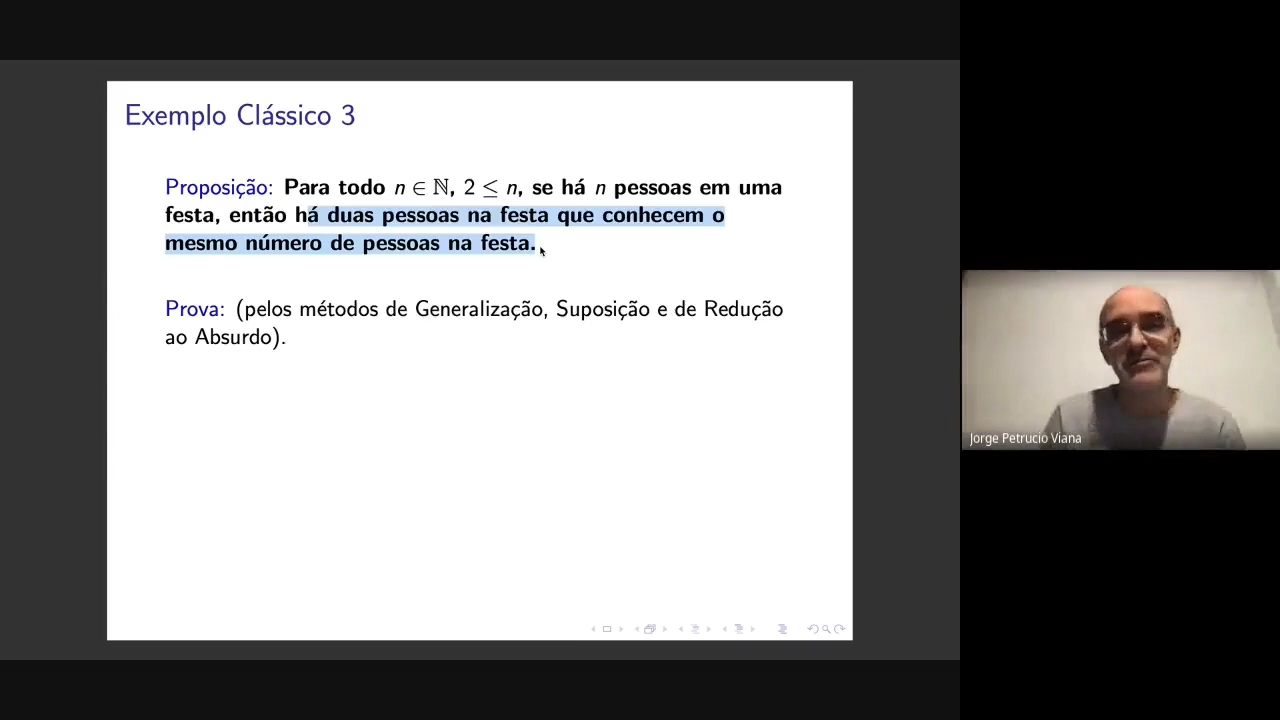 Exemplo Clássico 3
Proposição: Para todo n ∈ ℕ, 2 ≤ n, se há n pessoas em uma
festa, então há duas pessoas na festa que conhecem o
mesmo número de pessoas na festa.
Prova: (pelos métodos de Generalização, Suposição e de Redução
ao Absurdo).
Jorge Petrucio Viana